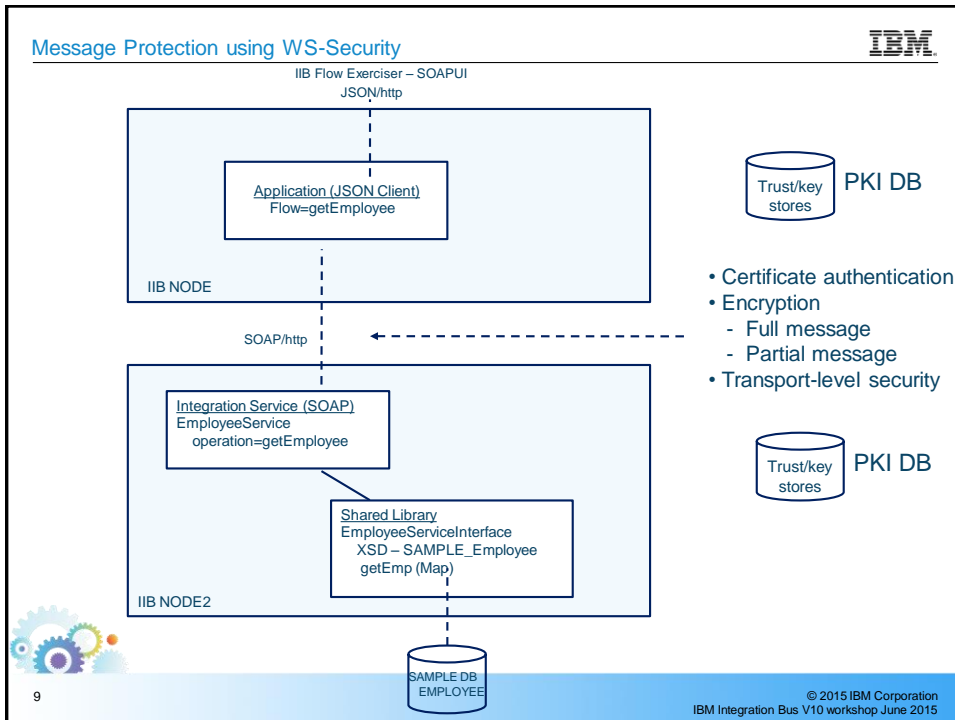 Message Protection using WS-Security
IBM
IIB Flow Exerciser – SOAPUI
JSON/http
Application (JSON Client)
Flow=getEmployee
IIB NODE
SOAP/http
Integration Service (SOAP)
EmployeeService
operation=getEmployee
Shared Library
EmployeeServiceInterface
XSD – SAMPLE_Employee
getEmp (Map)
IIB NODE2
SAMPLE DB
EMPLOYEE
Trust/key
stores
PKI DB
• Certificate authentication
• Encryption
- Full message
- Partial message
• Transport-level security
Trust/key
stores
PKI DB
9
© 2015 IBM Corporation
IBM Integration Bus V10 workshop June 2015